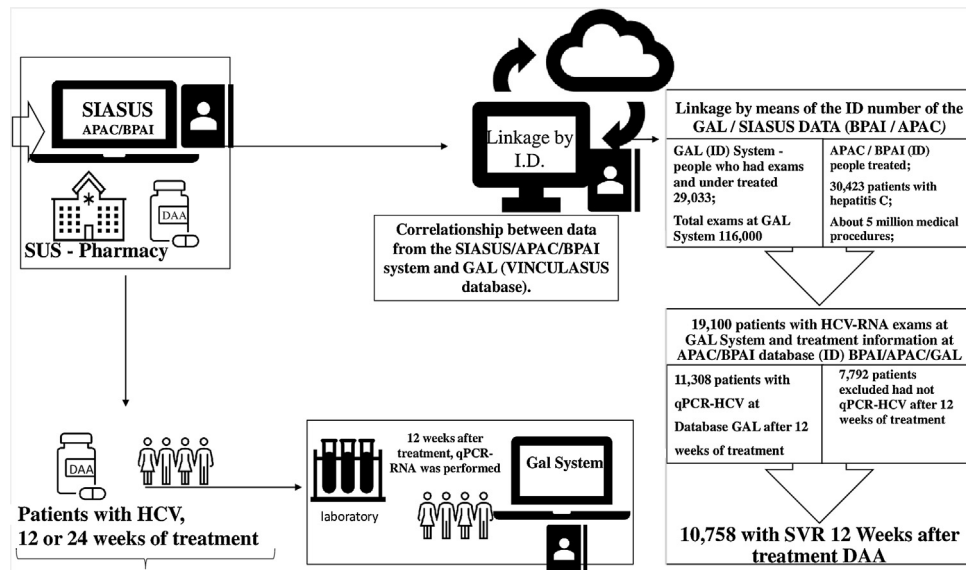 SIASUS
APAC/BPAI
DAA
SUS - Pharmacy
Linkage by
I.D.
Correlationship between data
from the SIASUS/APAC/BPAI
system and GAL (VINCULASUS
database).
Linkage by means of the ID number of the
GAL / SIASUS DATA (BPAI / APAC)
GAL (ID) System -
people who had exams
and under treated
29,033;
Total exams at GAL
System 116,000
APAC / BPAI (ID)
people treated;
30,423 patients with
hepatitis C;
About 5 million medical
procedures;
19,100 patients with HCV-RNA exams at
GAL System and treatment information at
APAC/BPAI database (ID) BPAI/APAC/GAL
11,308 patients with
qPCR-HCV at
Database GAL after 12
weeks of treatment
7,792 patients
excluded had not
qPCR-HCV after 12
weeks of treatment
10,758 with SVR 12 Weeks after
treatment DAA
DAA
Patients with HCV,
12 or 24 weeks of treatment
12 weeks after
treatment, qPCR-
RNA was performed
laboratory
Gal System